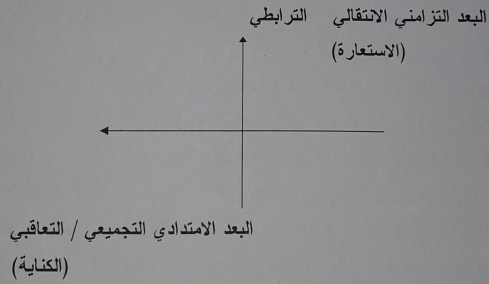 البعد التزامني الانتقالي الترابطي
(الاستعارة)
البعد الامتدادي التجميعي / التعاقبي
(الكناية)